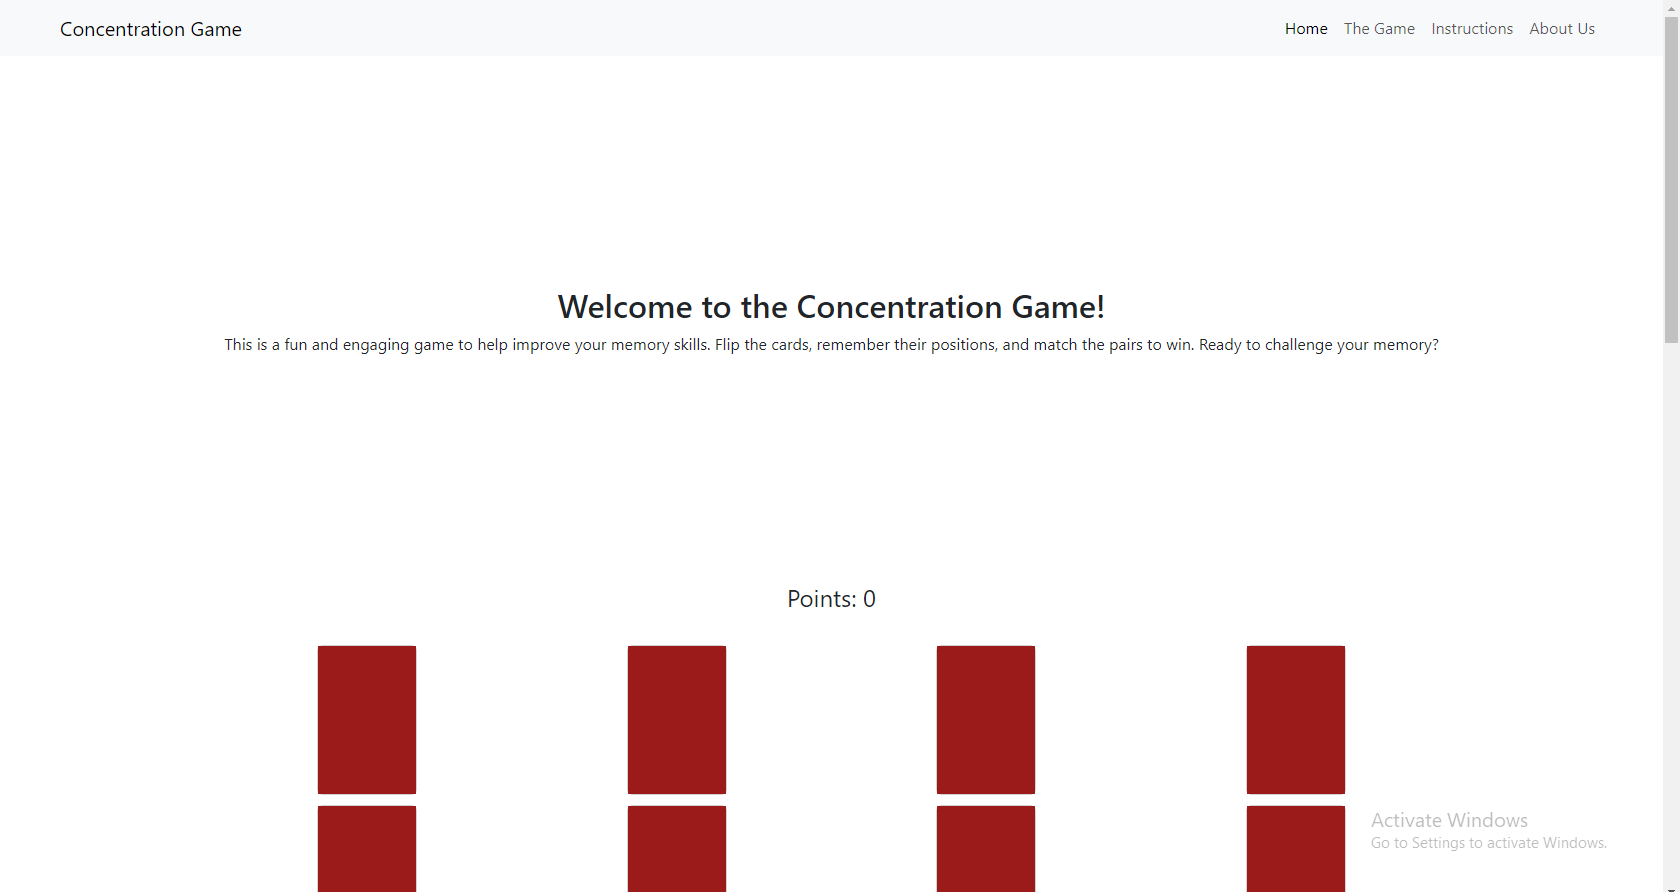 Concentration Game
Home The Game Instructions About Us
Welcome to the Concentration Game!
This is a fun and engaging game to help improve your memory skills. Flip the cards, remember their positions, and match the pairs to win. Ready to challenge your memory?
Points: 0
Activate Windows
Go to Settings to activate Windows.